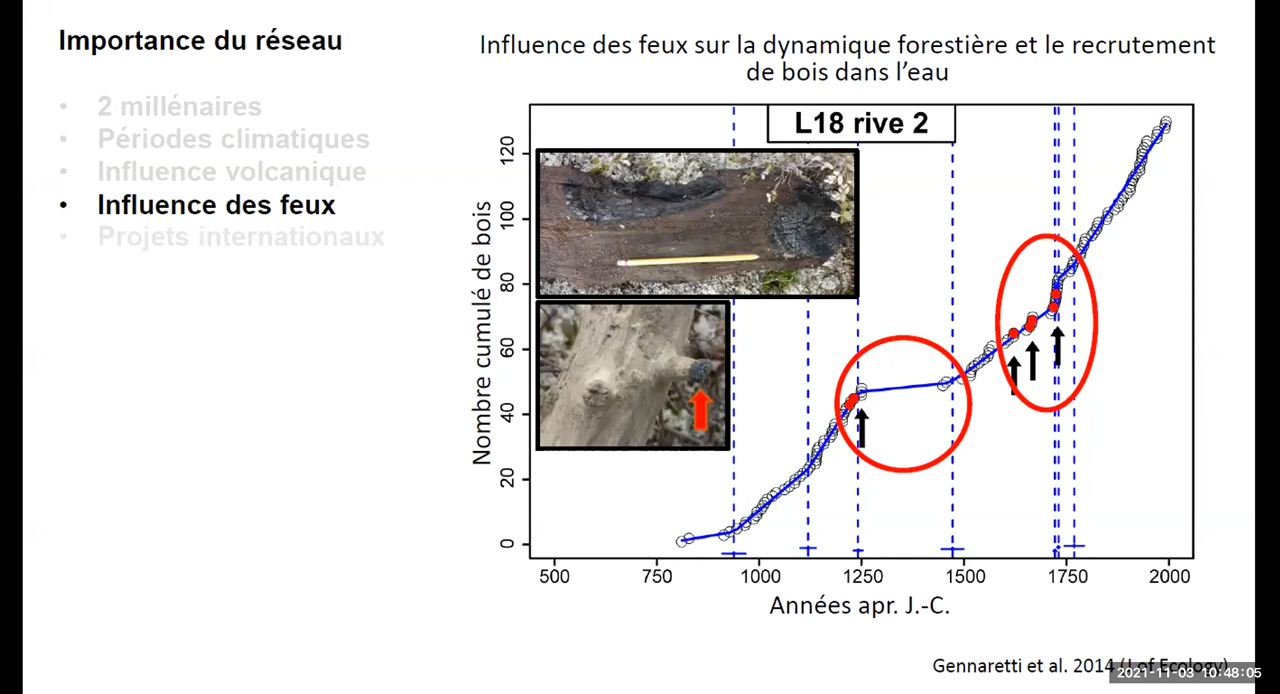 Importance du réseau
• 2 millénaires
• Périodes climatiques
• Influence volcanique
• Influence des feux
• Projets internationaux
Influence des feux sur la dynamique forestière et le recrutement
de bois dans l’eau
L18 rive 2
Nombre cumulé de bois
120
100
80
60
40
20
0
500 750 1000 1250 1500 1750 2000
Années apr. J.-C.
Gennaretti et al. 2014 (J of Ecology)
2021-11-03 10:48:05